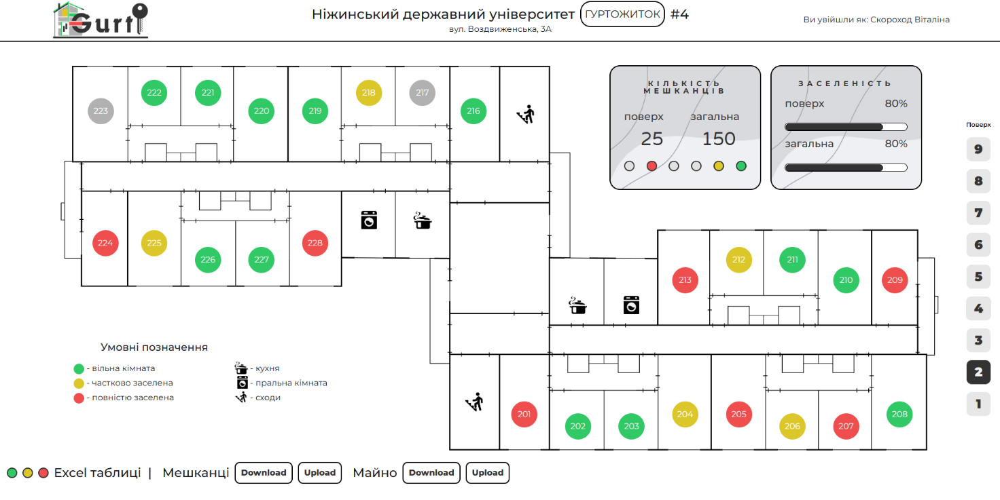 Gurt
Ніжинський державний університет ГУРТОЖИТОК #4
вул. Воздвиженська, 3А
Ви увійшли як: Скороход Віталіна
КІЛЬКІСТЬ
МЕШКАНЦІВ
поверх загальна
25 150
ЗАСЕЛЕНІСТЬ
поверх 80%
загальна 80%
Поверх
9
8
7
6
5
4
3
2
1
223 222 221 220 219 218 217 216
224 225 226 227 228
213 212 211 210 209
201 202 203 204 205 206 207 208
Умовні позначення
- вільна кімната
- частково заселена
- повністю заселена
- кухня
- пральна кімната
- сходи
Excel таблиці | Мешканці Download Upload Майно Download Upload